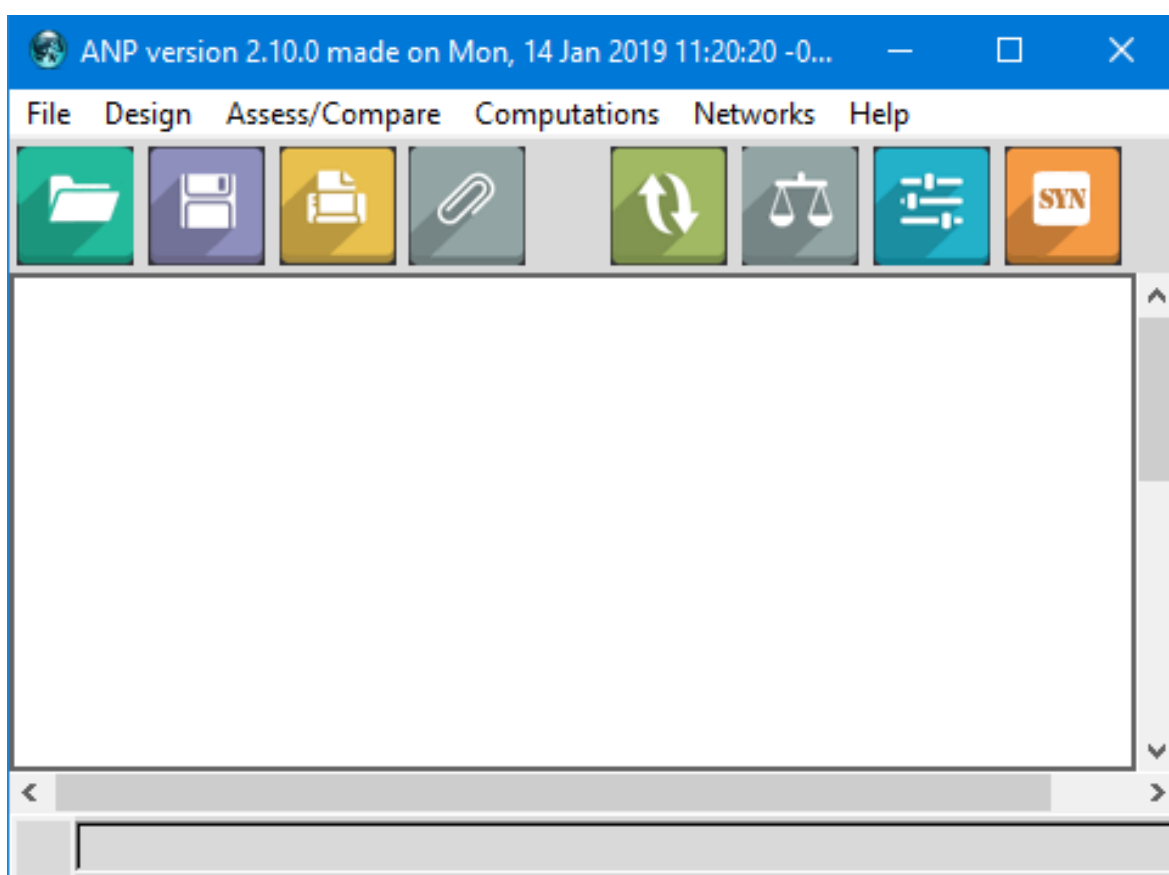 ANP version 2.10.0 made on Mon, 14 Jan 2019 11:20:20 -0...
File Design Assess/Compare Computations Networks Help
SYN